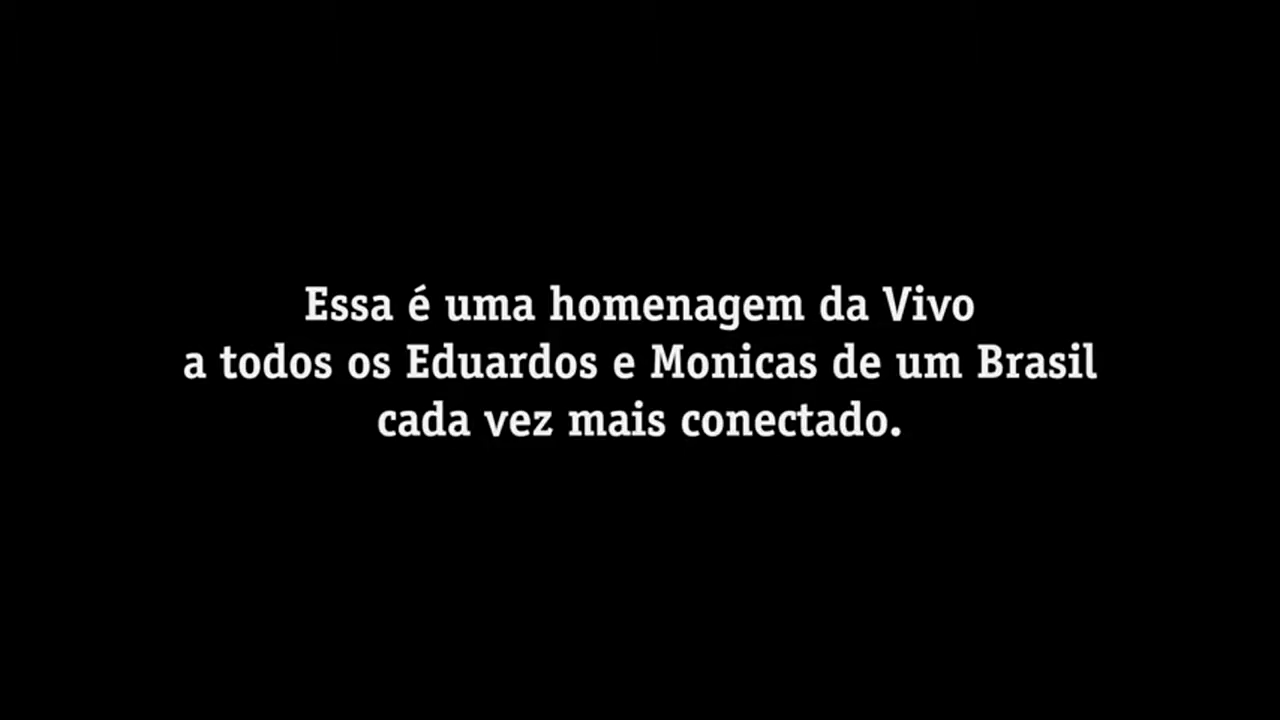 Essa é uma homenagem da Vivo
a todos os Eduardos e Monicas de um Brasil
cada vez mais conectado.